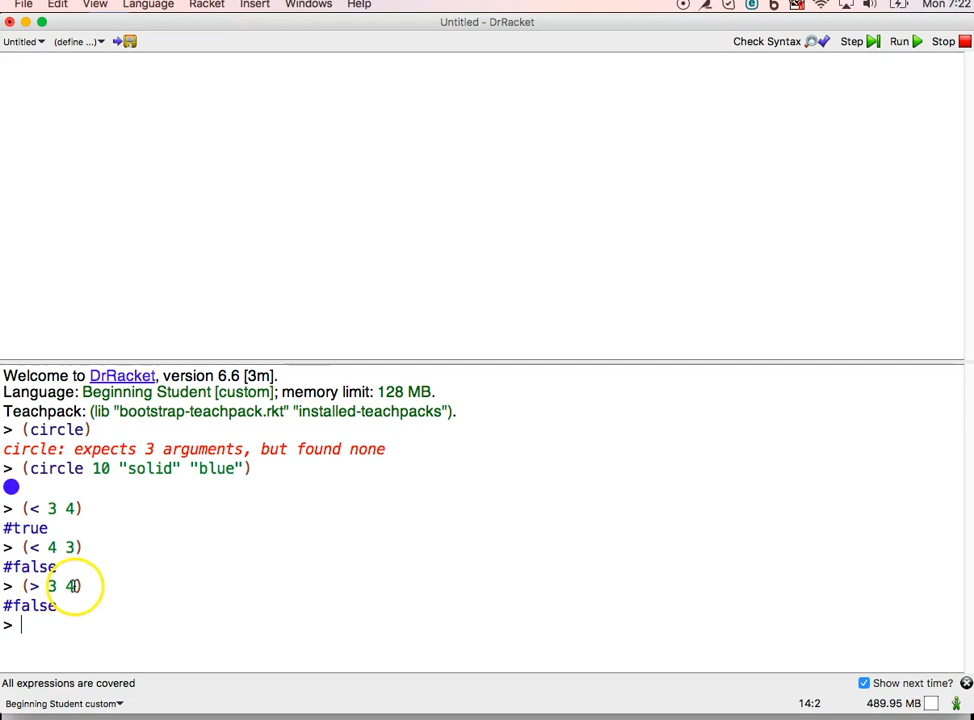 File Edit View Language Racket Insert Windows Help Mon 7:22
Untitled - DrRacket
Untitled (define ...) Check Syntax Step Run Stop
Welcome to DrRacket, version 6.6 [3m].
Language: Beginning Student [custom]; memory limit: 128 MB.
Teachpack: (lib "bootstrap-teachpack.rkt" "installed-teachpacks").
> (circle)
circle: expects 3 arguments, but found none
> (circle 10 "solid" "blue")
> (< 3 4)
#true
> (< 4 3)
#false
> (> 3 4)
#false
>
All expressions are covered Show next time?
Beginning Student custom 14:2 489.95 MB